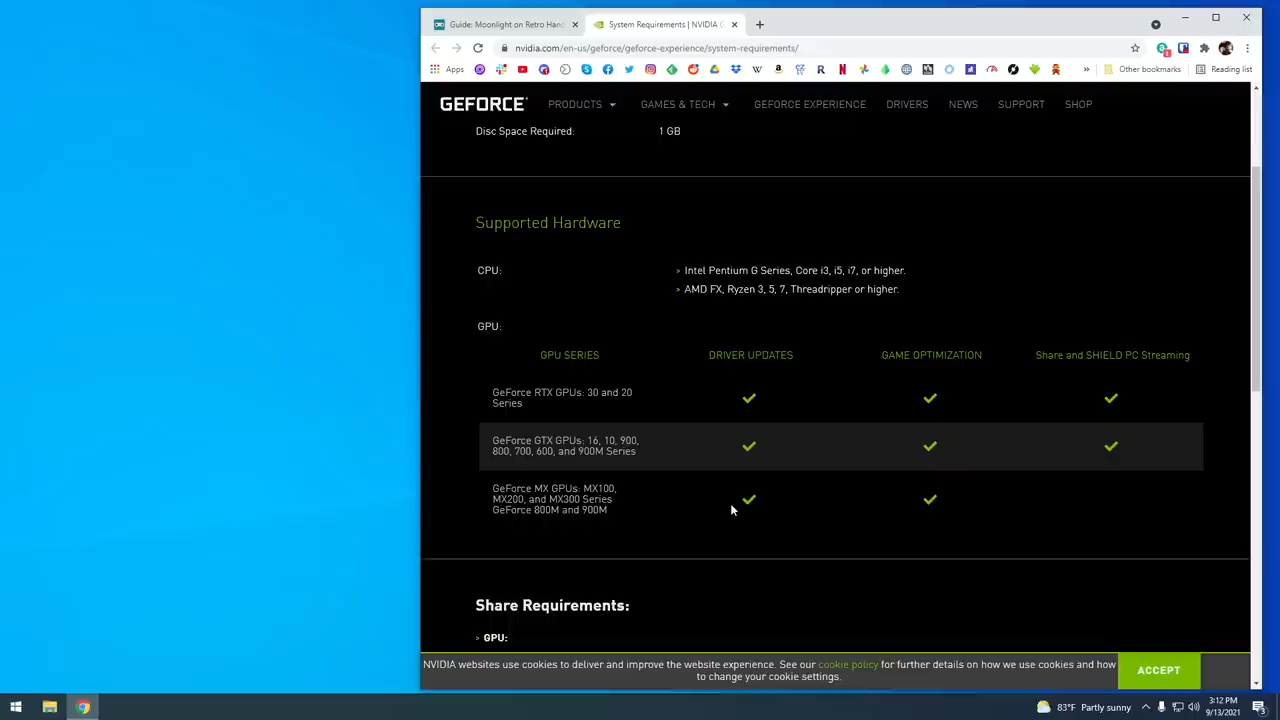 Guide: Moonlight on Retro Hand
System Requirements | NVIDIA G
nvidia.com/en-us/geforce/geforce-experience/system-requirements/
Apps
Other bookmarks
Reading list
GEFORCE
PRODUCTS
GAMES & TECH
GEFORCE EXPERIENCE
DRIVERS
NEWS
SUPPORT
SHOP
Disc Space Required: 1 GB
Supported Hardware
CPU:
> Intel Pentium G Series, Core i3, i5, i7, or higher.
> AMD FX, Ryzen 3, 5, 7, Threadripper or higher.
GPU:
GPU SERIES
DRIVER UPDATES
GAME OPTIMIZATION
Share and SHIELD PC Streaming
GeForce RTX GPUs: 30 and 20
Series
GeForce GTX GPUs: 16, 10, 900,
800, 700, 600, and 900M Series
GeForce MX GPUs: MX100,
MX200, and MX300 Series
GeForce 800M and 900M
Share Requirements:
> GPU:
NVIDIA websites use cookies to deliver and improve the website experience. See our cookie policy for further details on how we use cookies and how
to change your cookie settings.
ACCEPT
83°F Partly sunny
3:12 PM
9/13/2021